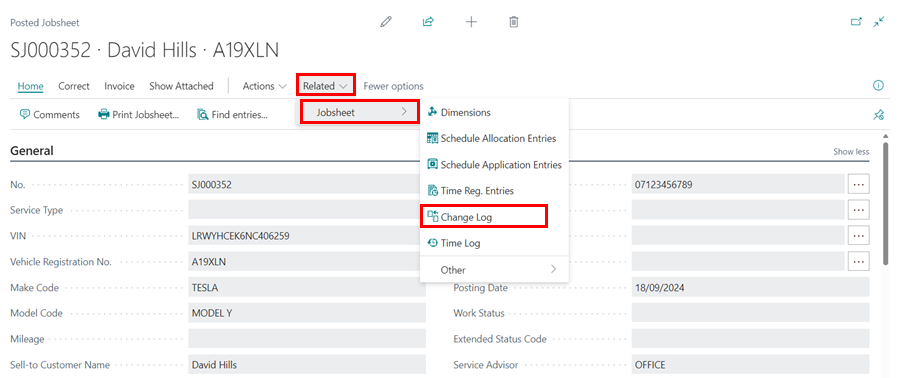 Posted Jobsheet
SJ000352 · David Hills · A19XLN
Home Correct Invoice Show Attached Actions Related Fewer options
Comments Print Jobsheet... Find entries... Jobsheet
Dimensions
Schedule Allocation Entries
Schedule Application Entries
Time Reg. Entries
Change Log
Time Log
Other
General Show less
No. SJ000352 07123456789 ...
Service Type ...
VIN LRWYHCEK6NC406259 ...
Vehicle Registration No. A19XLN ...
Make Code TESLA Posting Date 18/09/2024
Model Code MODEL Y Work Status
Mileage Extended Status Code
Sell-to Customer Name David Hills Service Advisor OFFICE